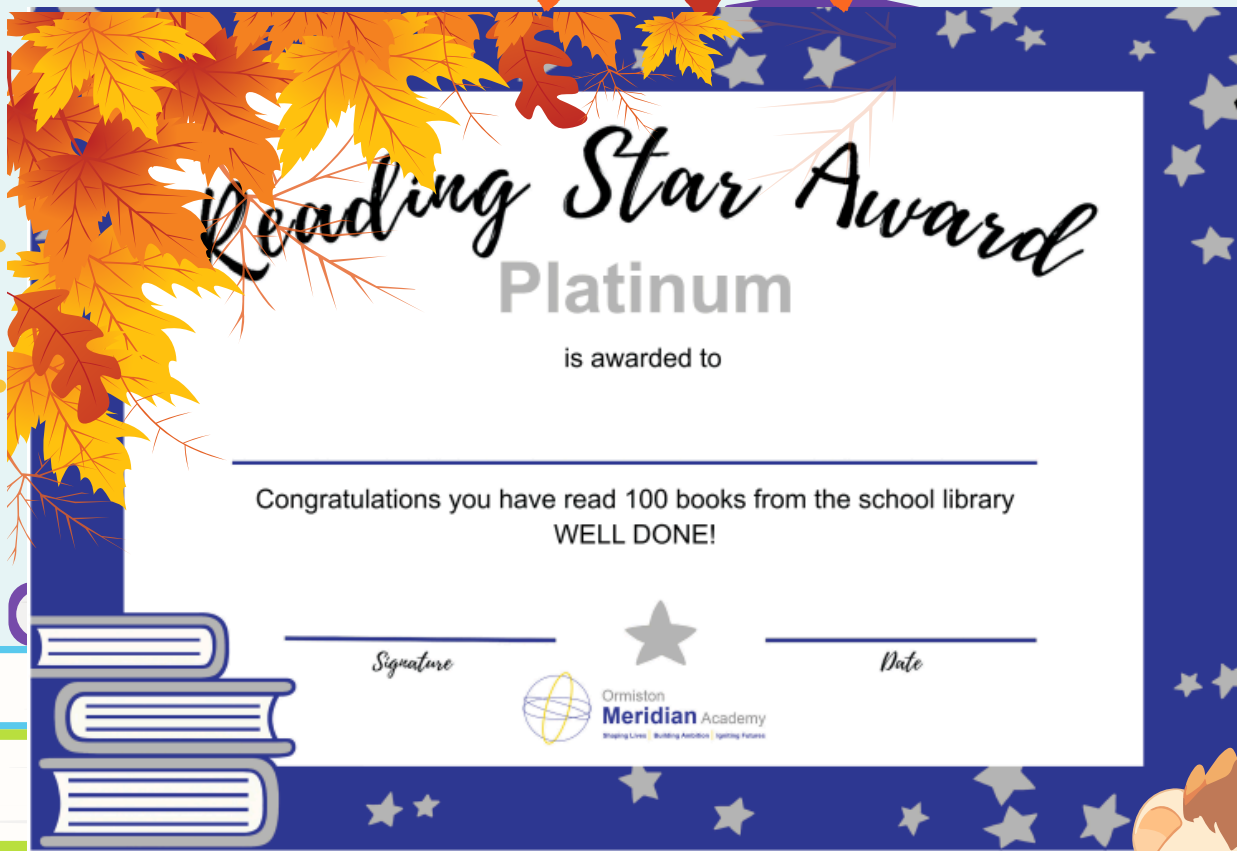 Reading Star Award
Platinum
is awarded to
Congratulations you have read 100 books from the school library
WELL DONE!
Signature
Date
Ormiston
Meridian Academy
Shaping Lives | Building Ambition | Igniting Futures